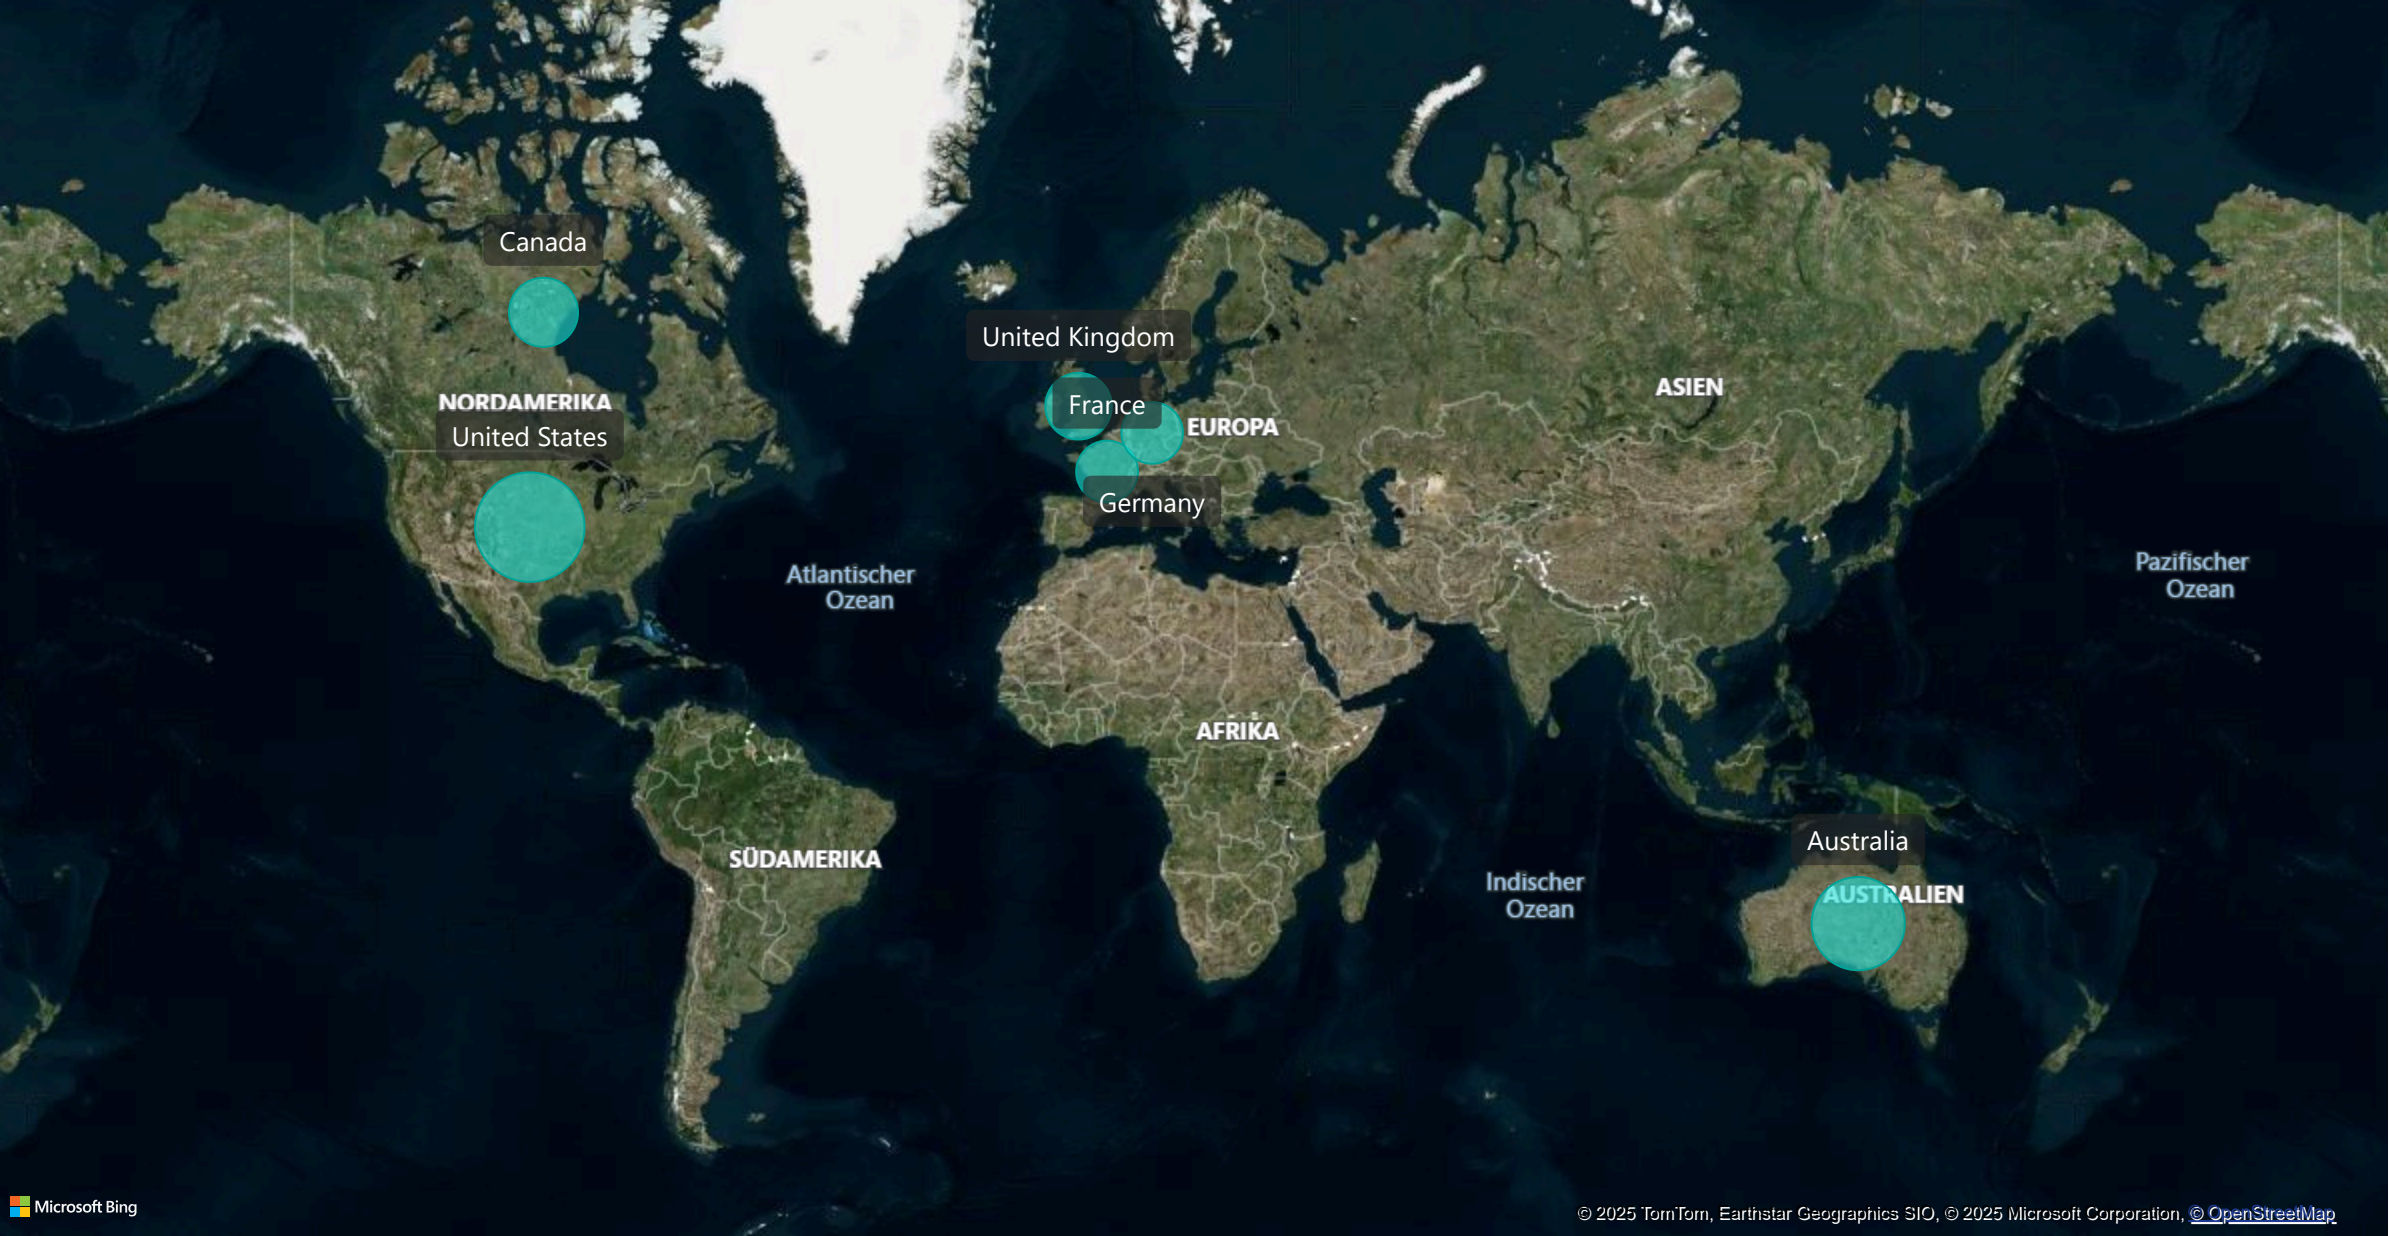 Canada
United Kingdom
ASIEN
NORDAMERIKA
France
EUROPA
United States
Germany
Atlantischer
Ozean
Pazifischer
Ozean
AFRIKA
Australia
SÜDAMERIKA
Indischer
Ozean
AUSTRALIEN
Microsoft Bing
© 2025 TomTom, Earthstar Geographics SIO, © 2025 Microsoft Corporation, © OpenStreetMap